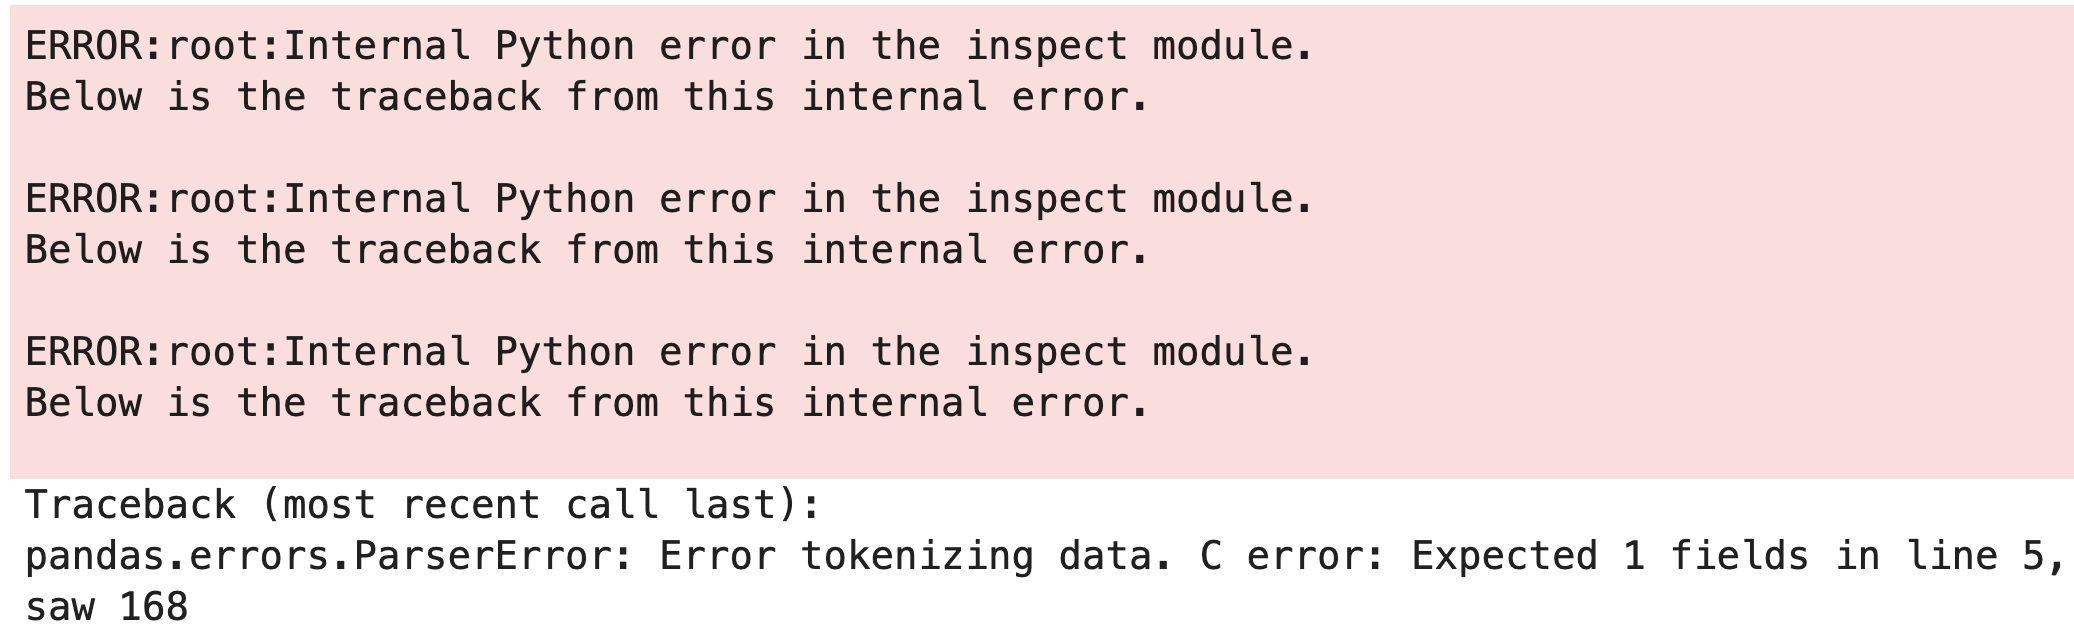 ERROR:root:Internal Python error in the inspect module.
Below is the traceback from this internal error.
ERROR:root:Internal Python error in the inspect module.
Below is the traceback from this internal error.
ERROR:root:Internal Python error in the inspect module.
Below is the traceback from this internal error.
Traceback (most recent call last):
pandas.errors.ParserError: Error tokenizing data. C error: Expected 1 fields in line 5,
saw 168